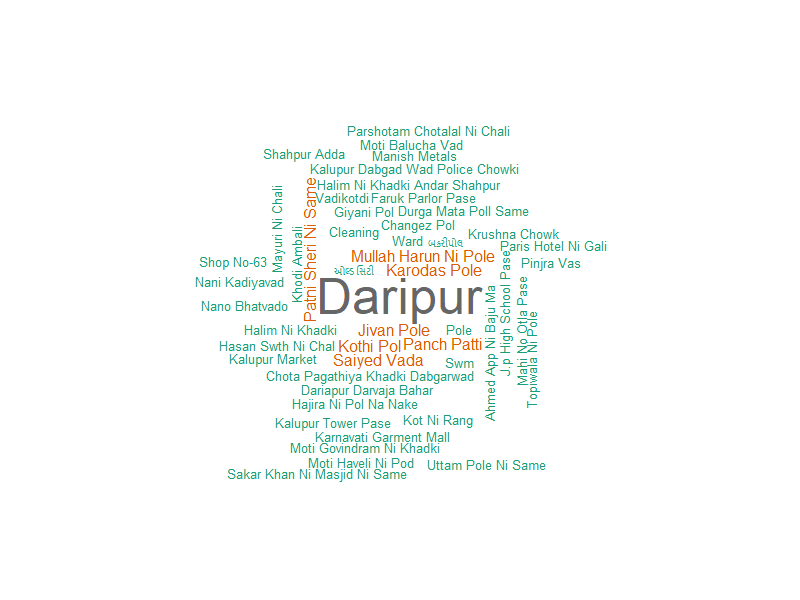 Parshotam Chotalal Ni Chali
Moti Balucha Vad
Shahpur Adda
Manish Metals
Kalupur Dabgad Wad Police Chowki
Halim Ni Khadki Andar Shahpur
Vadikotdi
Faruk Parlor Pase
Giyani Pol
Durga Mata Poll Same
Changez Pol
Cleaning
Krushna Chowk
Ward
બકરીપોલ
Paris Hotel Ni Gali
Mullah Harun Ni Pole
Shop No-63
Pinjra Vas
ઓલ્ડ સિટી
Karodas Pole
Mayuri Ni Chali
Khodi Ambali
Patni Sheri Ni Same
Nani Kadiyavad
Daripur
Nano Bhatvado
Ahmed App Ni Baju Ma
J.p High School Pase
Mahi No Otla Pase
Topiwala Ni Pole
Halim Ni Khadki
Jivan Pole
Pole
Hasan Swth Ni Chal
Kothi Pol
Panch Patti
Kalupur Market
Saiyed Vada
Swm
Chota Pagathiya Khadki Dabgarwad
Dariapur Darvaja Bahar
Hajira Ni Pol Na Nake
Kalupur Tower Pase
Kot Ni Rang
Karnavati Garment Mall
Moti Govindram Ni Khadki
Moti Haveli Ni Pod
Uttam Pole Ni Same
Sakar Khan Ni Masjid Ni Same